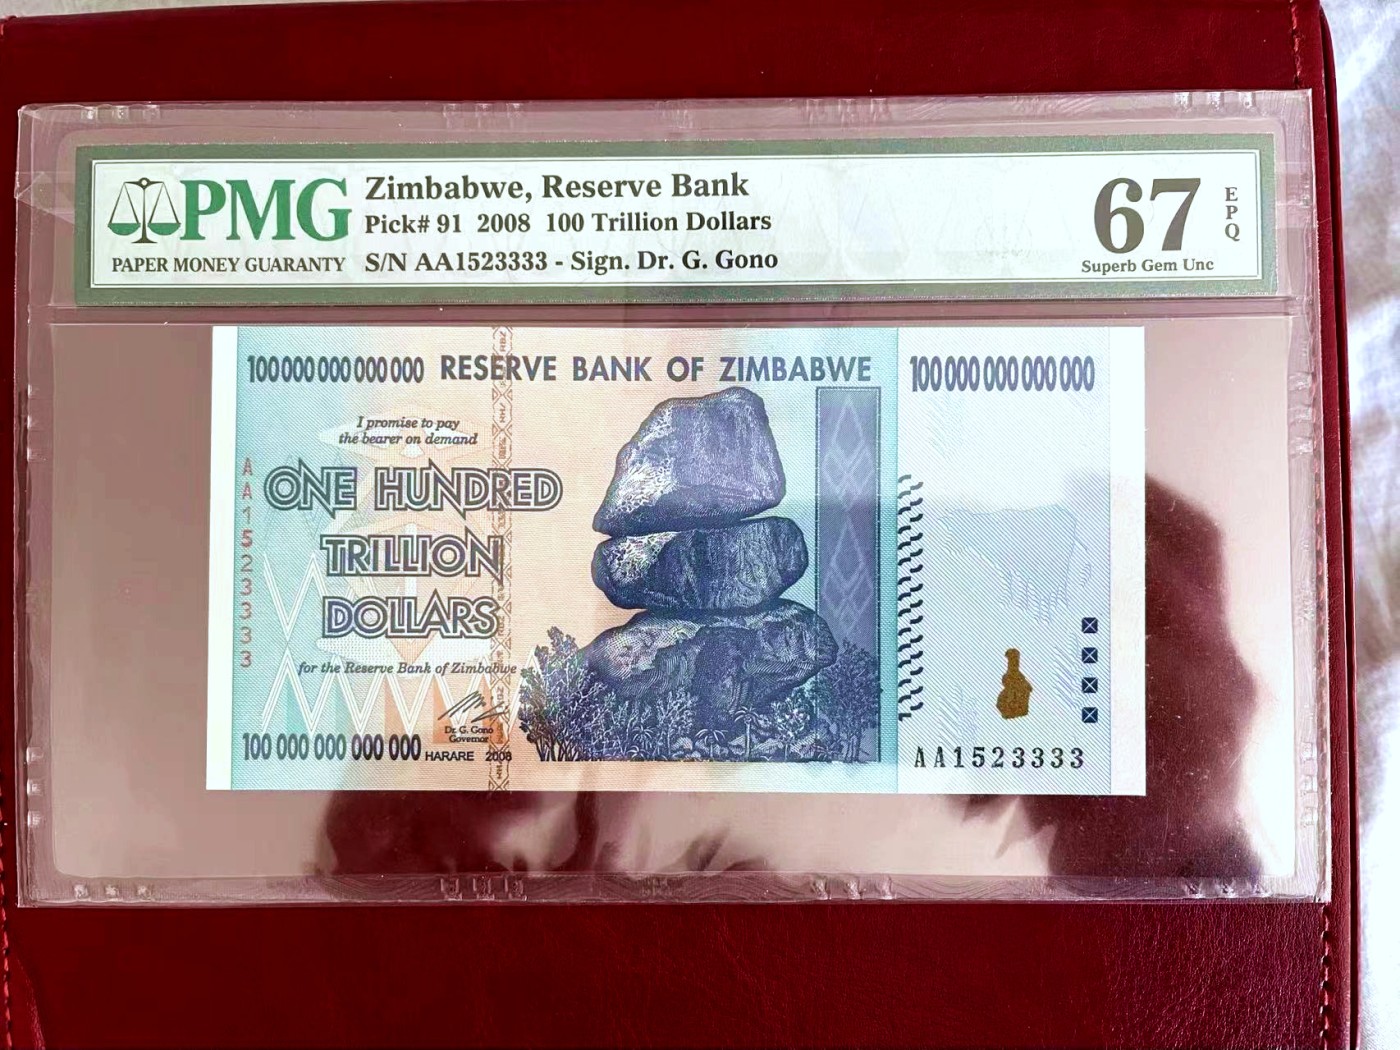 PMG
PAPER MONEY GUARANTY
Zimbabwe, Reserve Bank
Pick# 91 2008 100 Trillion Dollars
S/N AA1523333 - Sign. Dr. G. Gono
67
EPQ
Superb Gem Unc
100 000 000 000 000 RESERVE BANK OF ZIMBABWE 100 000 000 000 000
I promise to pay
the bearer on demand
ONE HUNDRED
TRILLION
DOLLARS
AA1523333
for the Reserve Bank of Zimbabwe
Dr. G. Gono
Governor
100 000 000 000 000 HARARE 2008
AA1523333